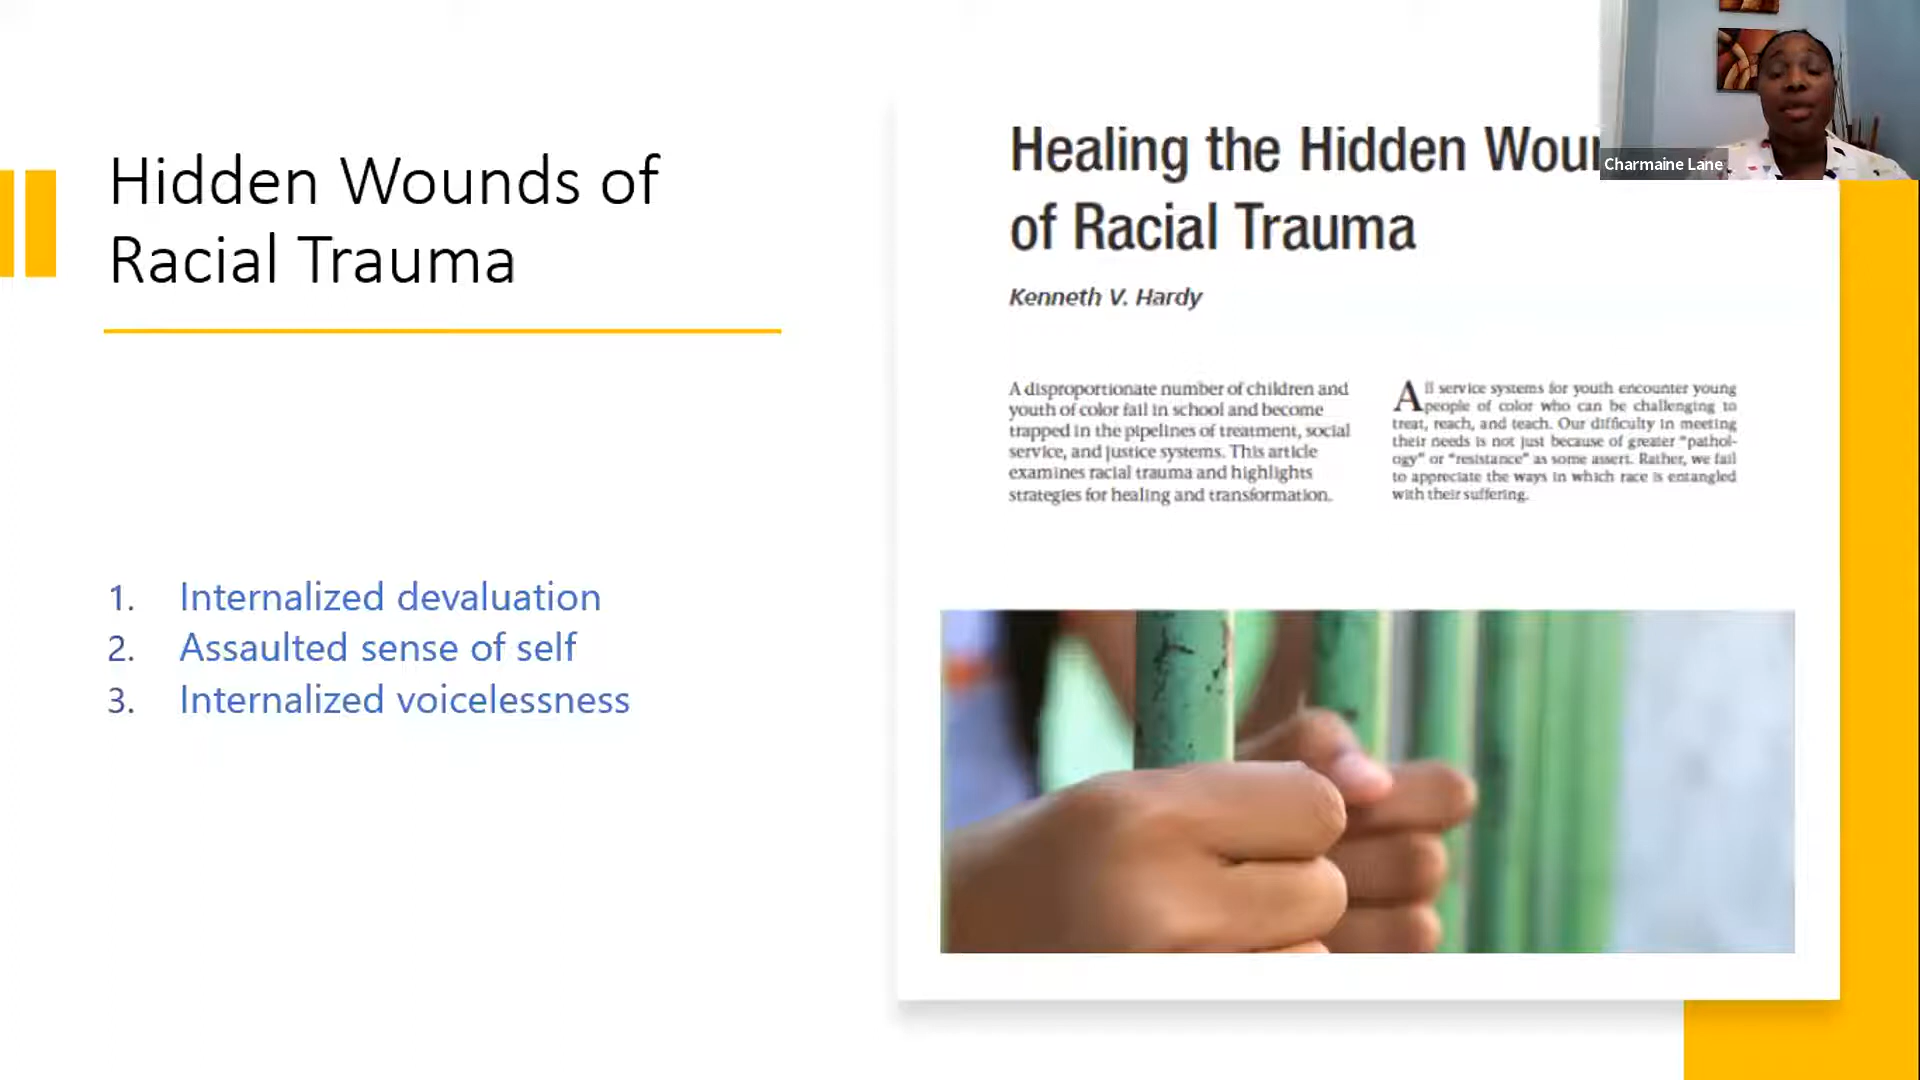 Hidden Wounds of
Racial Trauma
1. Internalized devaluation
2. Assaulted sense of self
3. Internalized voicelessness
Healing the Hidden Wou
of Racial Trauma
Kenneth V. Hardy
A disproportionate number of children and
youth of color fail in school and become
trapped in the pipelines of treatment, social
service, and justice systems. This article
examines racial trauma and highlights
strategies for healing and transformation.
All service systems for youth encounter young
people of color who can be challenging to
treat, reach, and teach. Our difficulty in meeting
their needs is not just because of greater "pathol-
ogy" or "resistance" as some assert. Rather, we fail
to appreciate the ways in which race is entangled
with their suffering.
Charmaine Lane